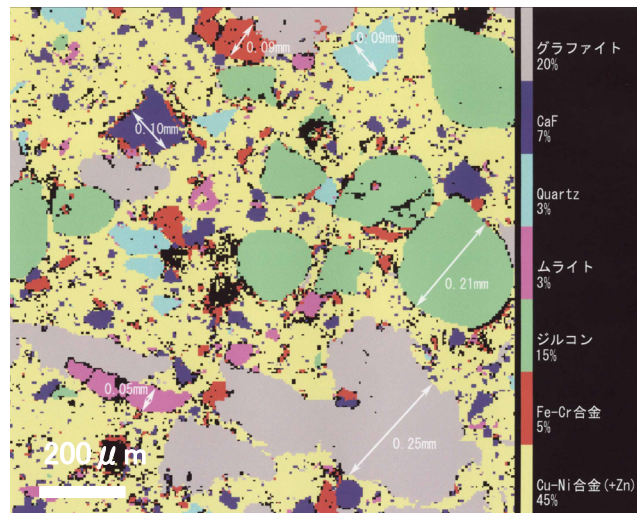 0.09mm
0.09mm
0.10mm
0.21mm
0.05mm
0.25mm
200μm
グラファイト
20%
CaF
7%
Quartz
3%
ムライト
3%
ジルコン
15%
Fe-Cr合金
5%
Cu-Ni合金(+Zn)
45%